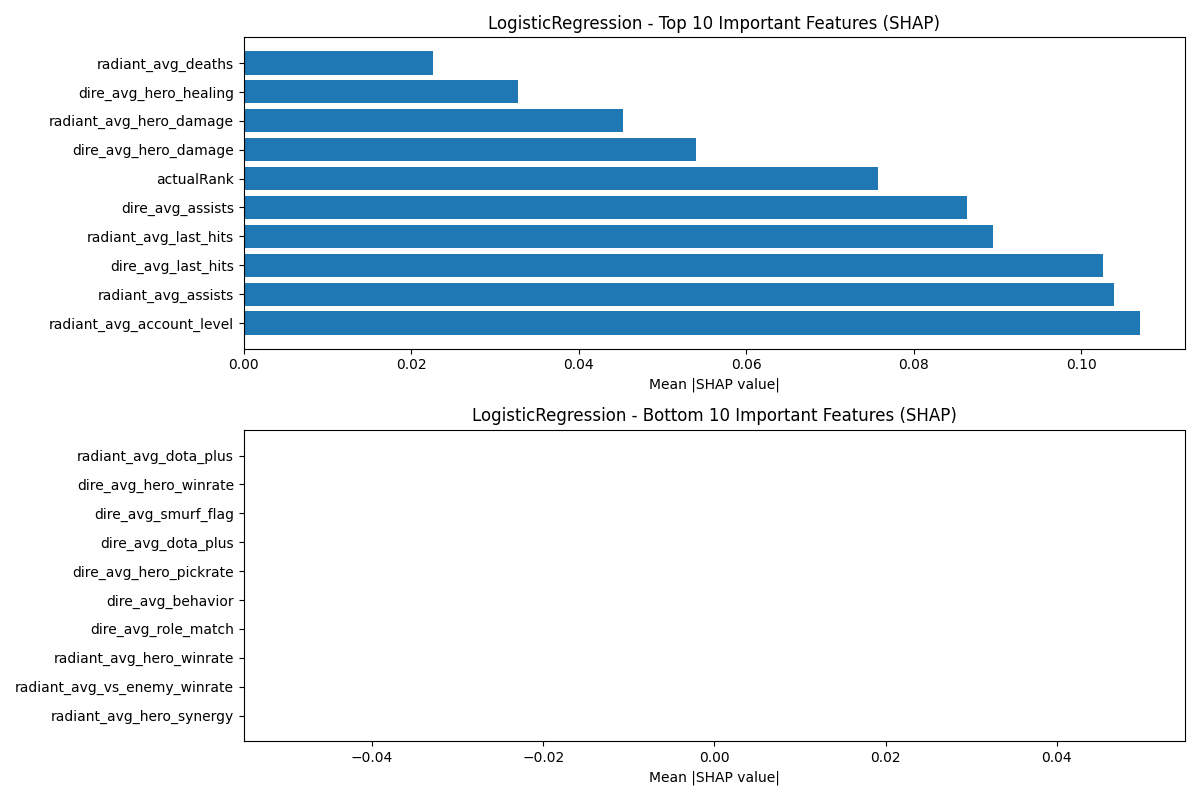 LogisticRegression - Top 10 Important Features (SHAP)
radiant_avg_deaths
dire_avg_hero_healing
radiant_avg_hero_damage
dire_avg_hero_damage
actualRank
dire_avg_assists
radiant_avg_last_hits
dire_avg_last_hits
radiant_avg_assists
radiant_avg_account_level
0.00 0.02 0.04 0.06 0.08 0.10
Mean |SHAP value|
LogisticRegression - Bottom 10 Important Features (SHAP)
radiant_avg_dota_plus
dire_avg_hero_winrate
dire_avg_smurf_flag
dire_avg_dota_plus
dire_avg_hero_pickrate
dire_avg_behavior
dire_avg_role_match
radiant_avg_hero_winrate
radiant_avg_vs_enemy_winrate
radiant_avg_hero_synergy
−0.04 −0.02 0.00 0.02 0.04
Mean |SHAP value|